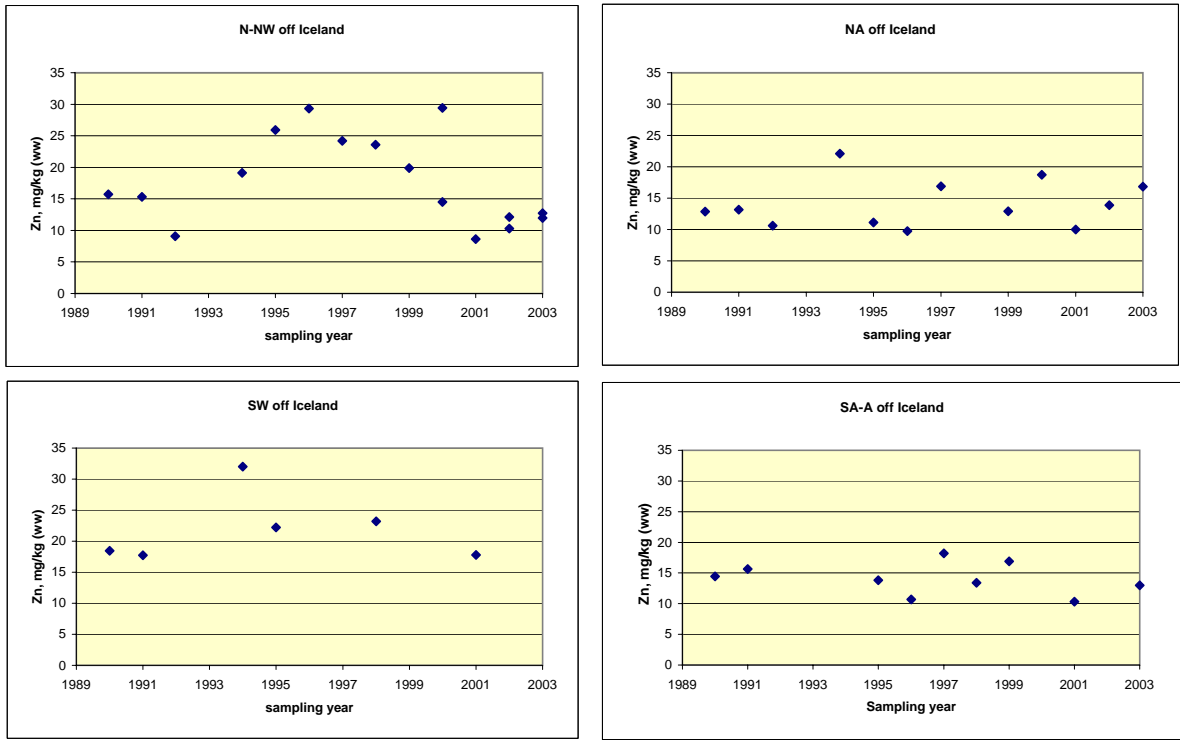 N-NW off Iceland
35
30
25
20
15
10
5
0
Zn, mg/kg (ww)
1989 1991 1993 1995 1997 1999 2001 2003
sampling year
NA off Iceland
35
30
25
20
15
10
5
0
Zn, mg/kg (ww)
1989 1991 1993 1995 1997 1999 2001 2003
sampling year
SW off Iceland
35
30
25
20
15
10
5
0
Zn, mg/kg (ww)
1989 1991 1993 1995 1997 1999 2001 2003
sampling year
SA-A off Iceland
35
30
25
20
15
10
5
0
Zn, mg/kg (ww)
1989 1991 1993 1995 1997 1999 2001 2003
Sampling year